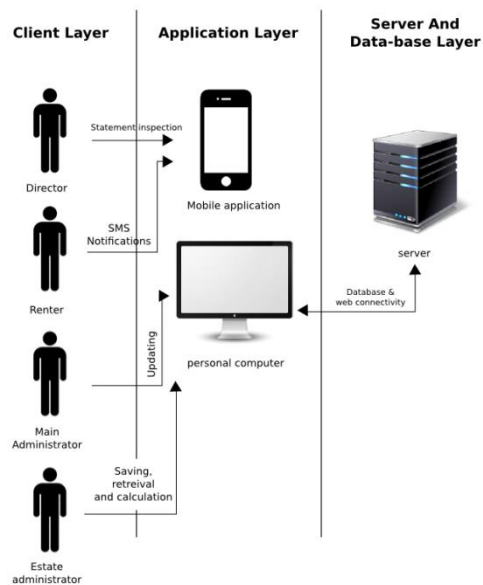 Client Layer
Application Layer
Server And
Data-base Layer
Statement inspection
Director
Mobile application
SMS
Notifications
server
Renter
Database &
web connectivity
Updating
personal computer
Main
Administrator
Saving,
retreival
and calculation
Estate
administrator